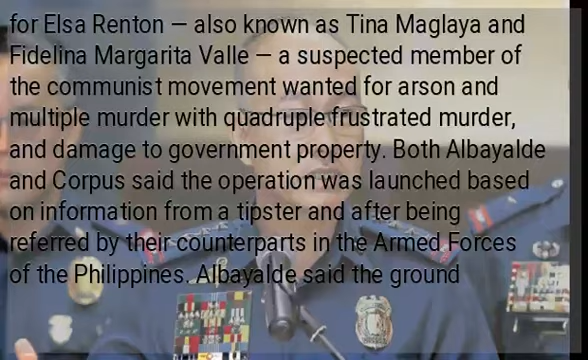 for Elsa Renton — also known as Tina Maglaya and
Fidelina Margarita Valle — a suspected member of
the communist movement wanted for arson and
multiple murder with quadruple frustrated murder,
and damage to government property. Both Albayalde
and Corpus said the operation was launched based
on information from a tipster and after being
referred by their counterparts in the Armed Forces
of the Philippines. Albayalde said the ground